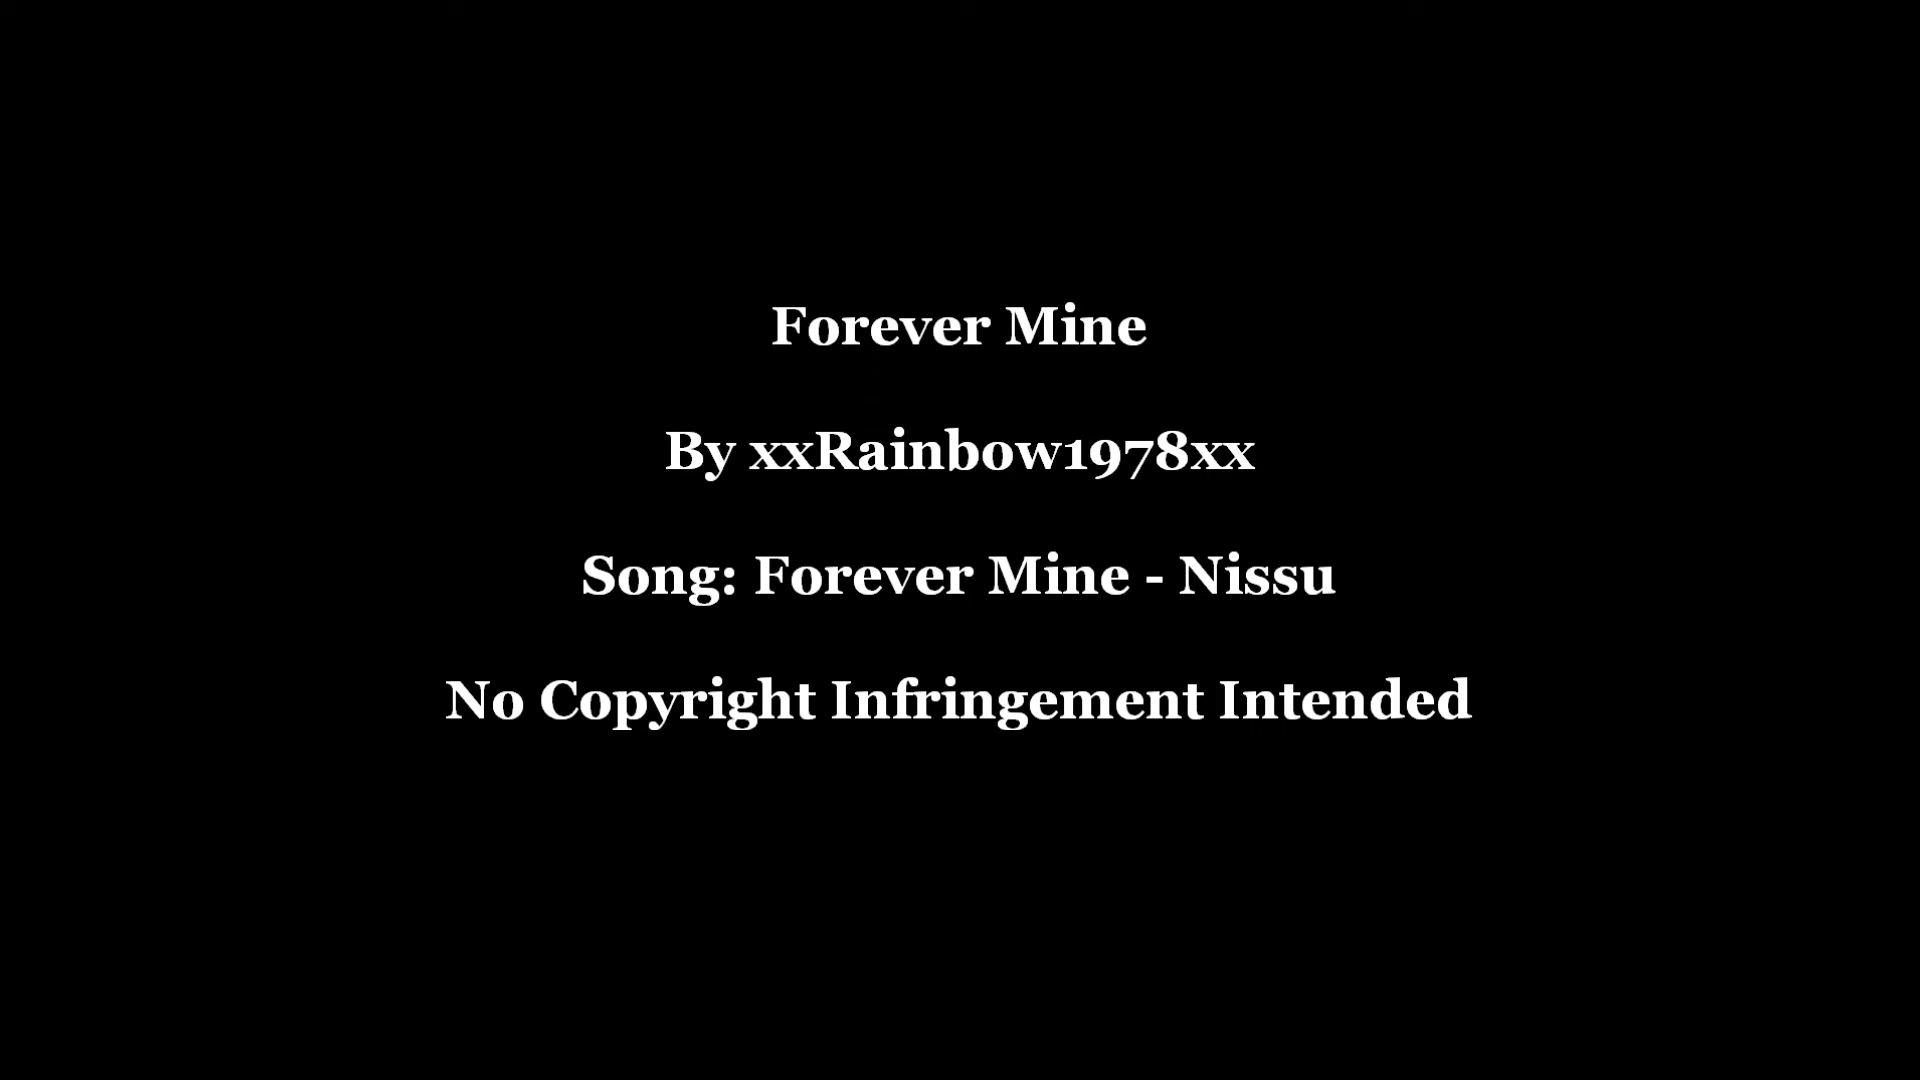 Forever Mine
By xxRainbow1978xx
Song: Forever Mine - Nissu
No Copyright Infringement Intended